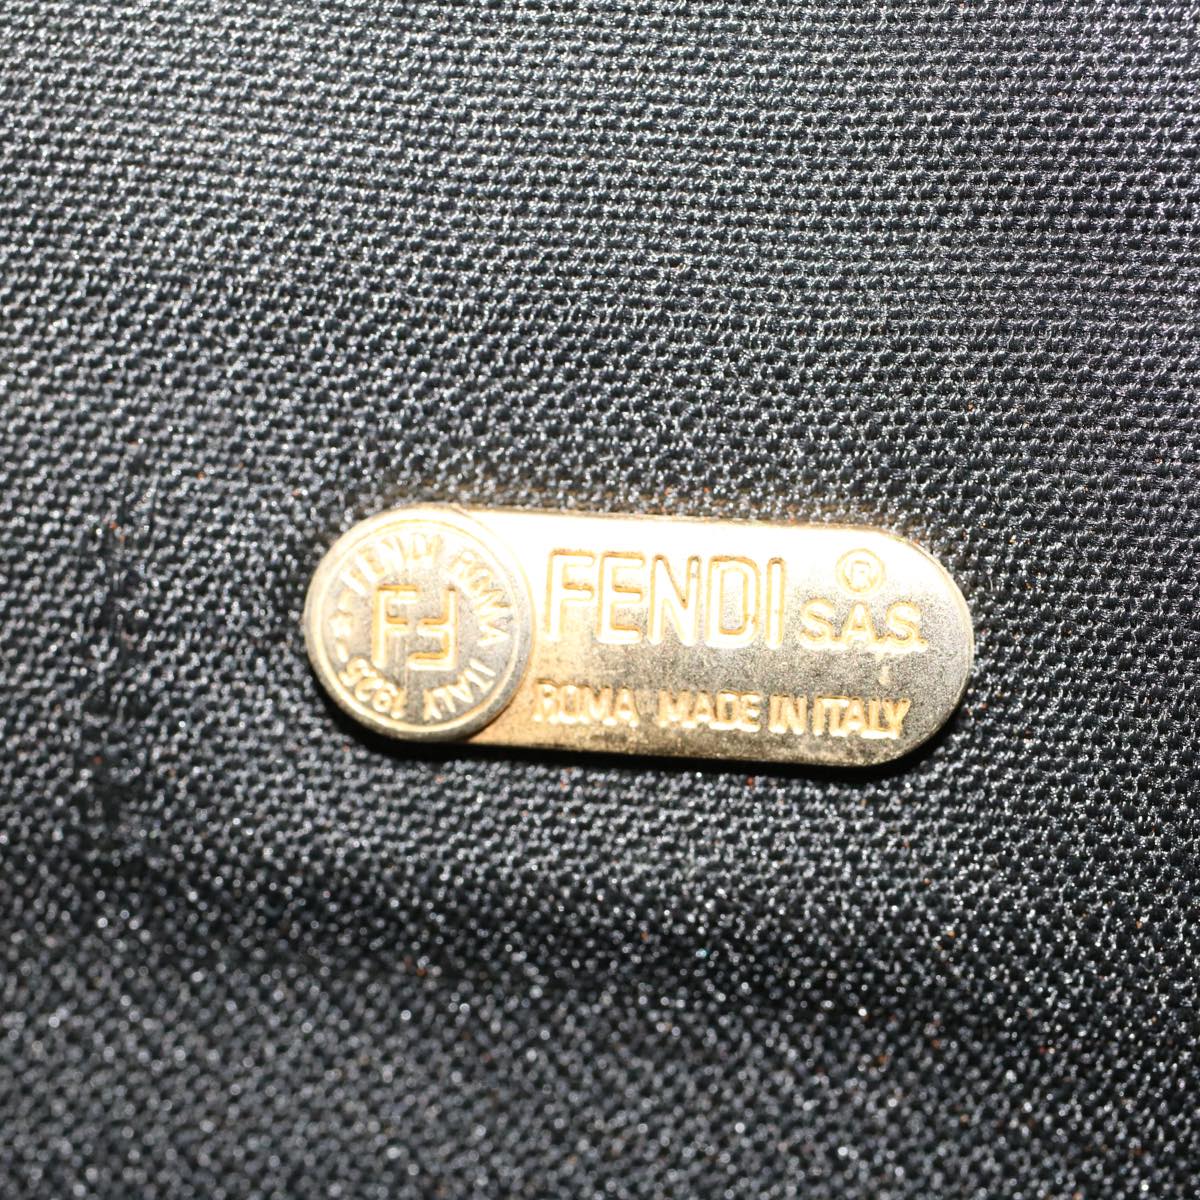 FENDI ROMA ITALY 1925
FF
FENDI ®
S.A.S.
ROMA MADE IN ITALY